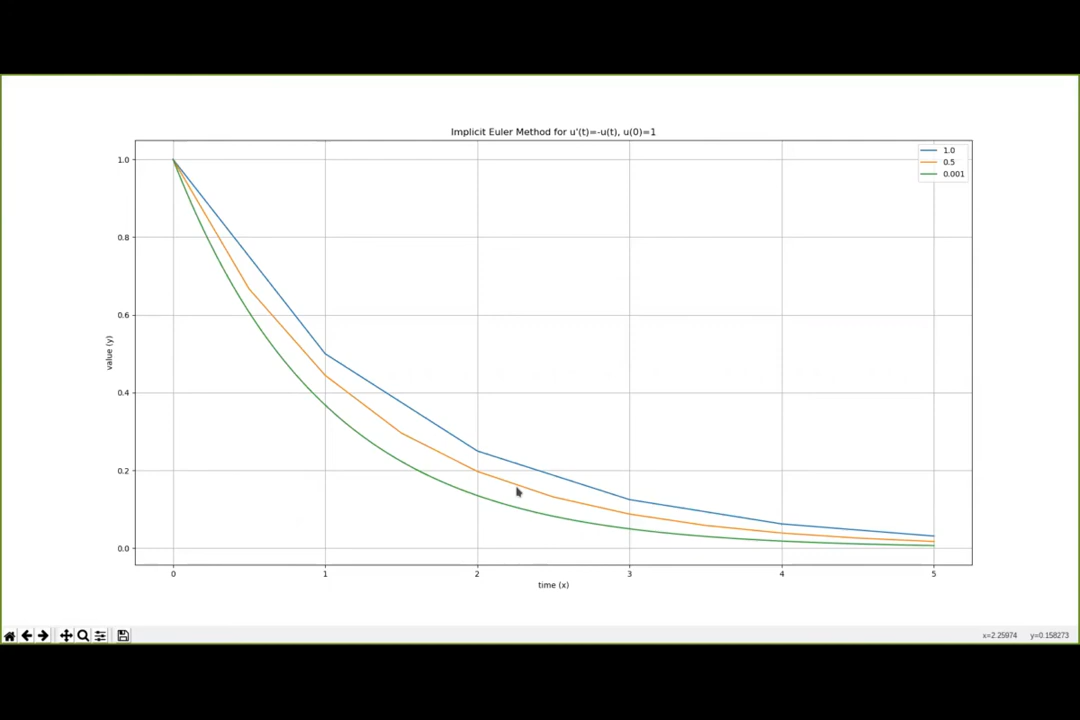 Implicit Euler Method for u'(t)=-u(t), u(0)=1
1.0
0.5
0.001
1.0
0.8
0.6
0.4
0.2
0.0
value (y)
0 1 2 3 4 5
time (x)
x=2.25974 y=0.158273